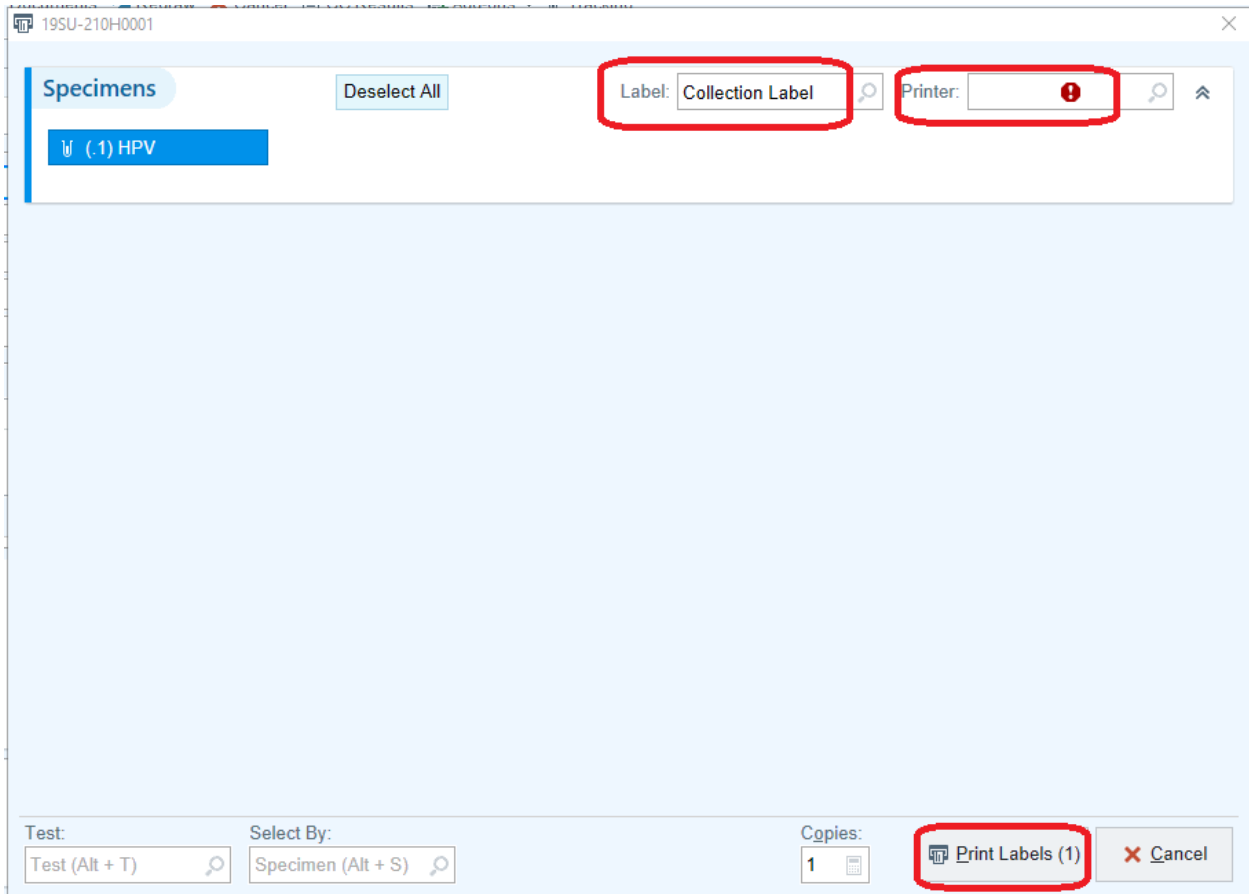 19SU-210H0001
Specimens
Deselect All
Label: Collection Label
Printer:
(.1) HPV
Test:
Select By:
Copies:
Test (Alt + T)
Specimen (Alt + S)
1
Print Labels (1)
Cancel